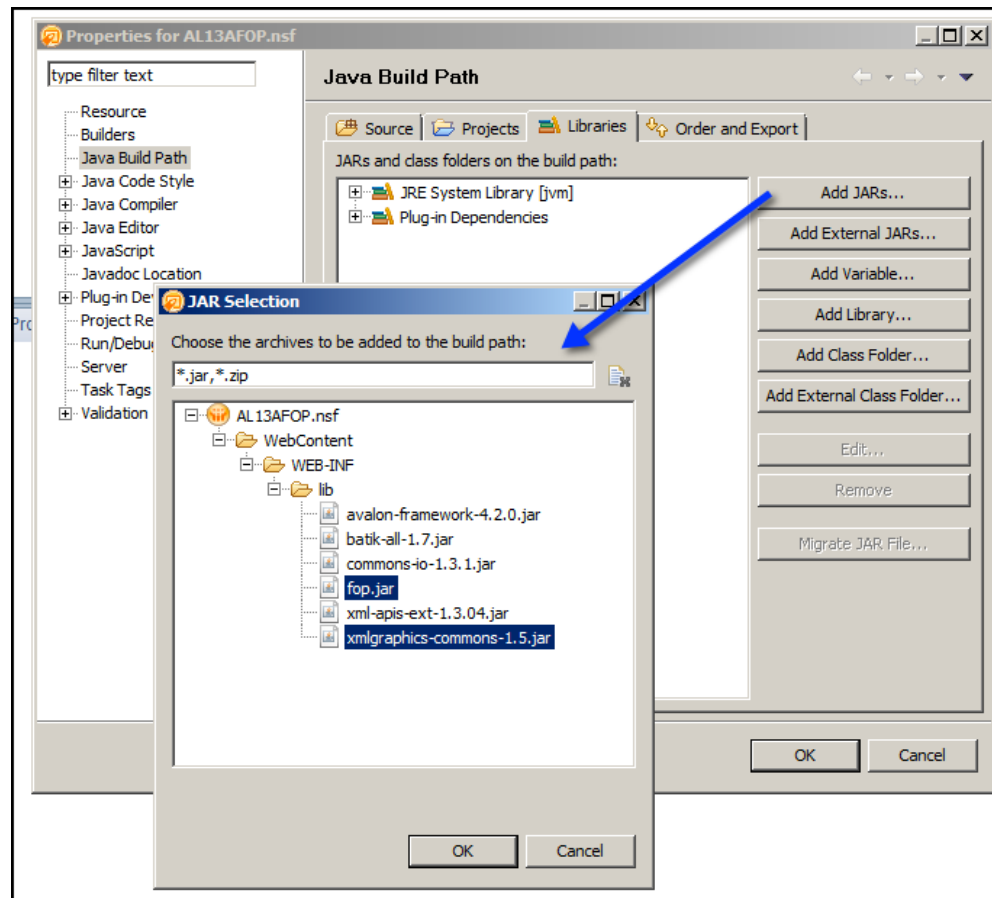 Properties for AL13AFOP.nsf
type filter text
Resource
Builders
Java Build Path
Java Code Style
Java Compiler
Java Editor
JavaScript
Javadoc Location
Plug-in De
Project Re
Run/Debu
Server
Task Tags
Validation
Java Build Path
Source Projects Libraries Order and Export
JARs and class folders on the build path:
JRE System Library [jvm]
Plug-in Dependencies
Add JARs...
Add External JARs...
Add Variable...
Add Library...
Add Class Folder...
Add External Class Folder...
Edit...
Remove
Migrate JAR File...
OK Cancel
JAR Selection
Choose the archives to be added to the build path:
*.jar,*.zip
AL13AFOP.nsf
WebContent
WEB-INF
lib
avalon-framework-4.2.0.jar
batik-all-1.7.jar
commons-io-1.3.1.jar
fop.jar
xml-apis-ext-1.3.04.jar
xmlgraphics-commons-1.5.jar
OK Cancel